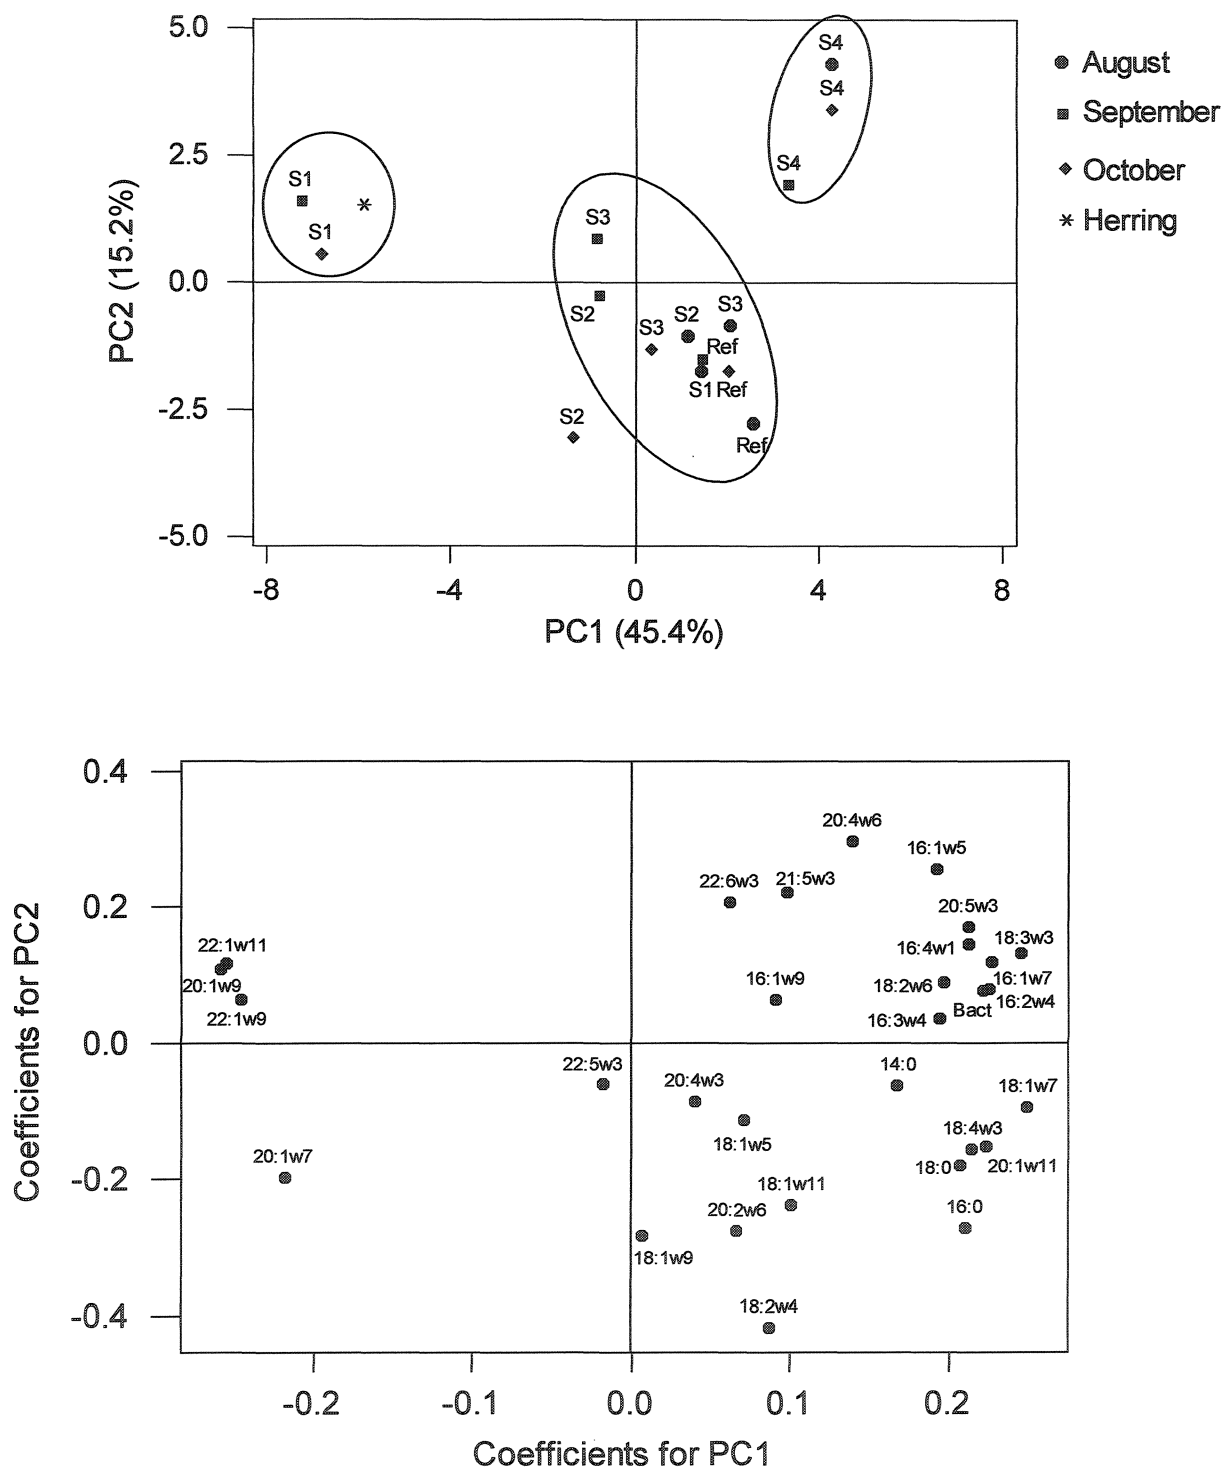 5.0
2.5
0.0
-2.5
-5.0
PC2 (15.2%)
S4
S4
S4
S1
S1
S3
S2
S3
S2
S3
Ref
S1
Ref
Ref
S2
August
September
October
Herring
-8
-4
0
4
8
PC1 (45.4%)
0.4
0.2
0.0
-0.2
-0.4
Coefficients for PC2
20:4w6
16:1w5
22:6w3
21:5w3
20:5w3
22:1w11
16:4w1
18:3w3
20:1w9
16:1w9
18:2w6
16:1w7
22:1w9
Bact
16:2w4
16:3w4
22:5w3
20:4w3
14:0
18:1w7
18:1w5
18:4w3
20:1w7
18:0
20:1w11
18:1w11
20:2w6
16:0
18:1w9
18:2w4
-0.2
-0.1
0.0
0.1
0.2
Coefficients for PC1